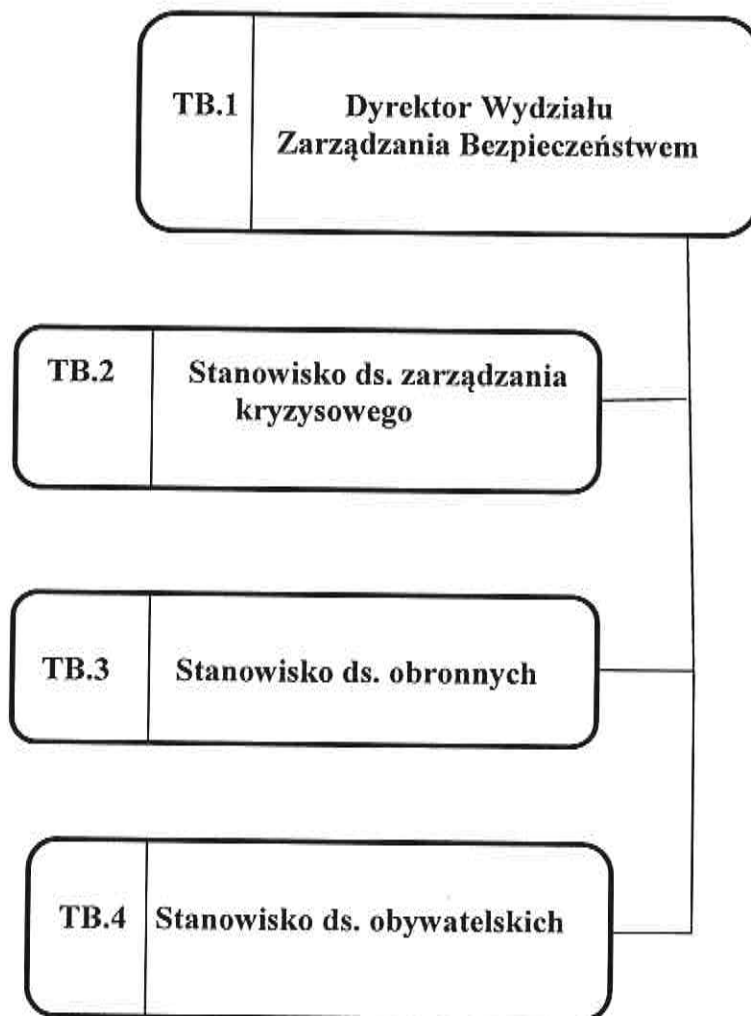 TB.1
Dyrektor Wydziału
Zarządzania Bezpieczeństwem
TB.2
Stanowisko ds. zarządzania
kryzysowego
TB.3
Stanowisko ds. obronnych
TB.4
Stanowisko ds. obywatelskich